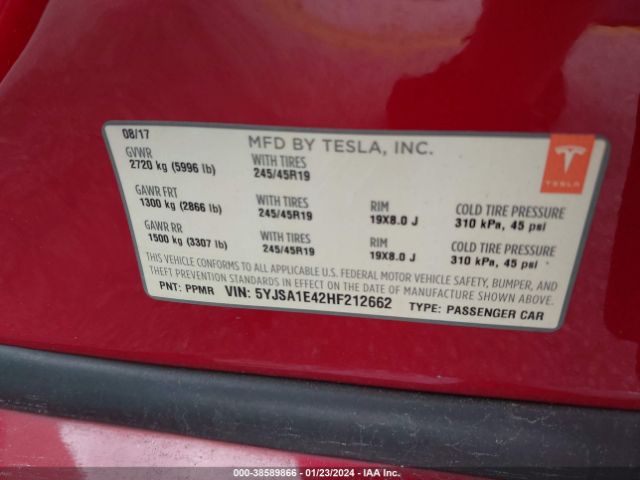 08/17
MFD BY TESLA, INC.
TESLA
GVWR
2720 kg (5996 lb)
WITH TIRES
245/45R19
GAWR FRT
1300 kg (2866 lb)
WITH TIRES
245/45R19
RIM
19X8.0 J
COLD TIRE PRESSURE
310 kPa, 45 psi
GAWR RR
1500 kg (3307 lb)
WITH TIRES
245/45R19
RIM
19X8.0 J
COLD TIRE PRESSURE
310 kPa, 45 psi
THIS VEHICLE CONFORMS TO ALL APPLICABLE U.S. FEDERAL MOTOR VEHICLE SAFETY, BUMPER, AND
THEFT PREVENTION STANDARDS IN EFFECT ON THE DATE OF MANUFACTURE SHOWN ABOVE.
PNT: PPMR VIN: 5YJSA1E42HF212662 TYPE: PASSENGER CAR
000-38589866 - 01/23/2024 - IAA Inc.